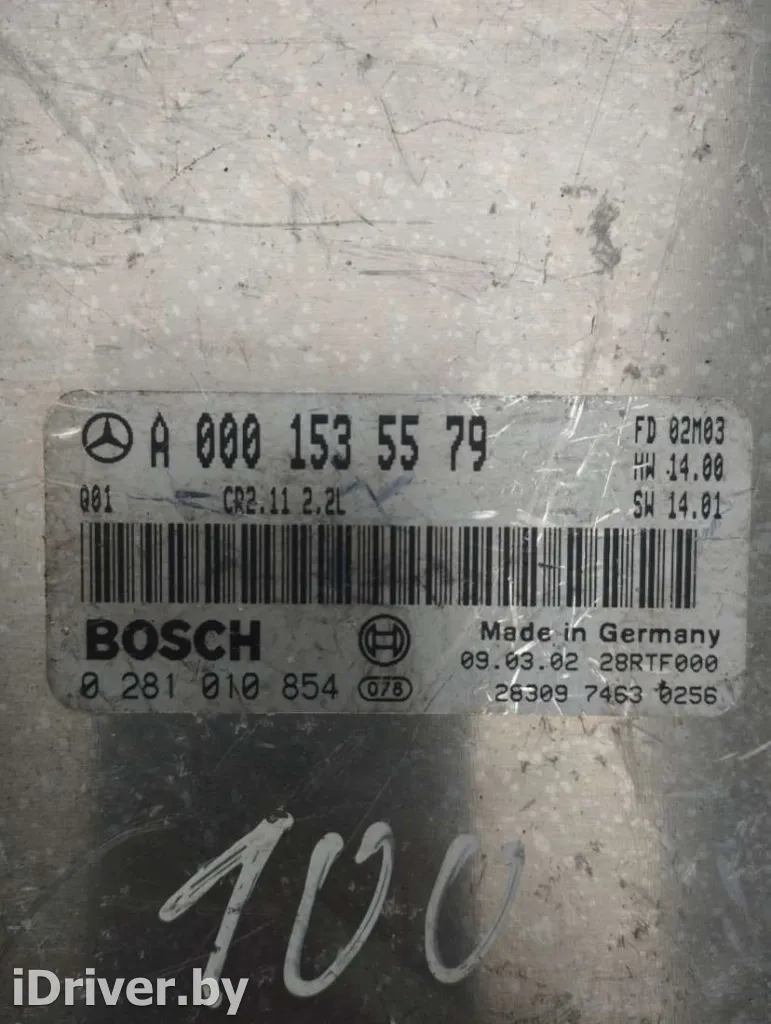 A 000 153 55 79
FD 02M03
HW 14.00
Q01 CR2.11 2.2L
SW 14.01
BOSCH
Made in Germany
09.03.02 28RTF000
0 281 010 854 078
28309 7463 0256
100
iDriver.by